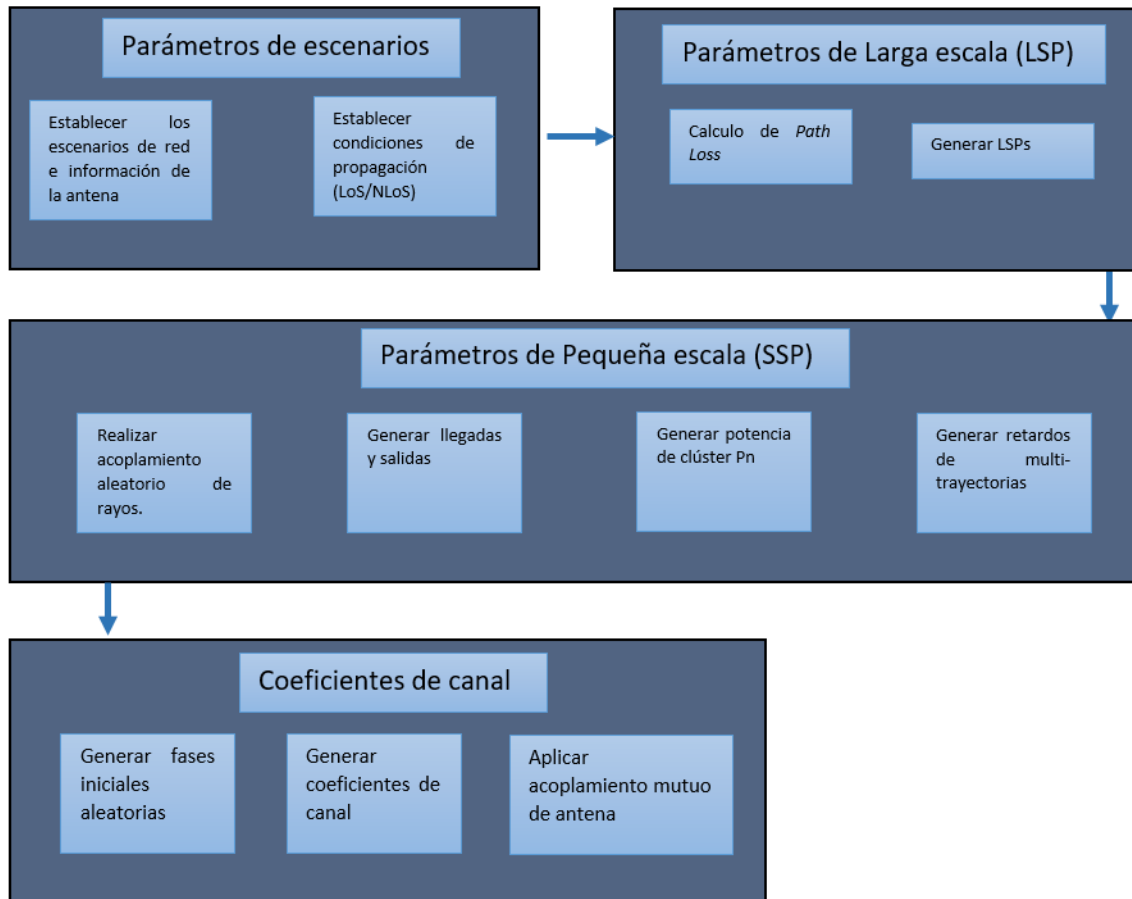 Parámetros de escenarios
Establecer los
escenarios de red
e información de
la antena
Establecer
condiciones de
propagación
(LoS/NLoS)
Parámetros de Larga escala (LSP)
Calculo de Path
Loss
Generar LSPs
Parámetros de Pequeña escala (SSP)
Realizar
acoplamiento
aleatorio de
rayos.
Generar llegadas
y salidas
Generar potencia
de clúster Pn
Generar retardos
de multi-
trayectorias
Coeficientes de canal
Generar fases
iniciales
aleatorias
Generar
coeficientes de
canal
Aplicar
acoplamiento mutuo
de antena